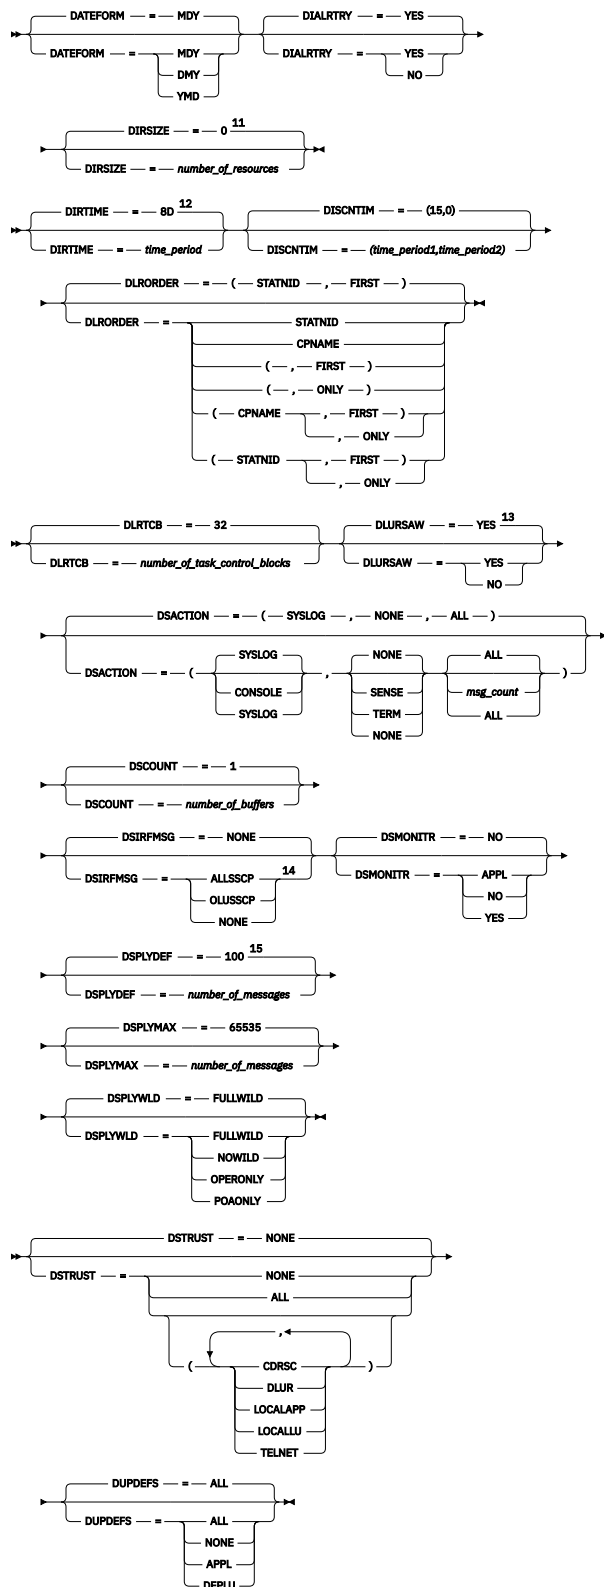 DATEFORM = MDY DIALRTRY = YES
DATEFORM = MDY DIALRTRY = YES
DMY NO
YMD
DIRSIZE = 0 11
DIRSIZE = number_of_resources
DIRTIME = 8D 12 DISCNTIM = (15,0)
DIRTIME = time_period DISCNTIM = (time_period1,time_period2)
DLRORDER = ( STATNID , FIRST )
DLRORDER = STATNID
CPNAME
( , FIRST )
( , ONLY )
( CPNAME , FIRST )
, ONLY
( STATNID , FIRST )
, ONLY
DLRTCB = 32 DLURSAW = YES 13
DLRTCB = number_of_task_control_blocks DLURSAW = YES
NO
DSACTION = ( SYSLOG , NONE , ALL )
SYSLOG NONE ALL
DSACTION = ( CONSOLE , SENSE msg_count )
SYSLOG TERM ALL
NONE
DSCOUNT = 1
DSCOUNT = number_of_buffers
DSIRFMSG = NONE DSMONITR = NO
DSIRFMSG = ALLSSCP 14 DSMONITR = APPL
OLUSSCP NO
NONE YES
DSPLYDEF = 100 15
DSPLYDEF = number_of_messages
DSPLYMAX = 65535
DSPLYMAX = number_of_messages
DSPLYWLD = FULLWILD
DSPLYWLD = FULLWILD
NOWILD
OPERONLY
POAONLY
DSTRUST = NONE
DSTRUST = NONE
ALL
,
( CDRSC )
DLUR
LOCALAPP
LOCALLU
TELNET
DUPDEFS = ALL
DUPDEFS = ALL
NONE
APPL